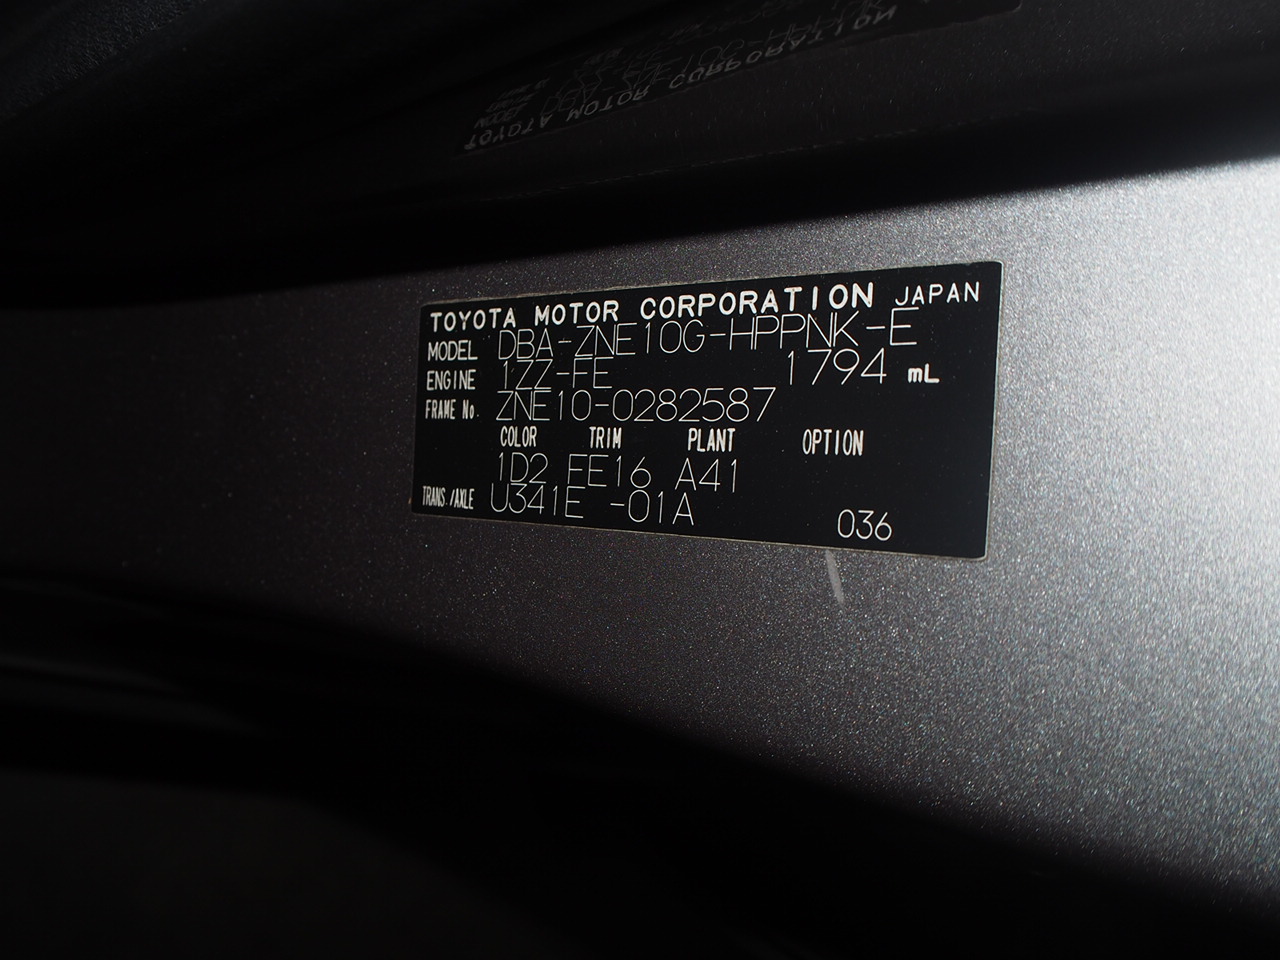 TOYOTA MOTOR CORPORATION JAPAN
MODEL DBA-ZNE10G-HPPNK-E
ENGINE 1ZZ-FE 1794 mL
FRAME No. ZNE10-0282587
COLOR TRIM PLANT OPTION
1D2 FE16 A41
TRANS./AXLE U341E -01A
036